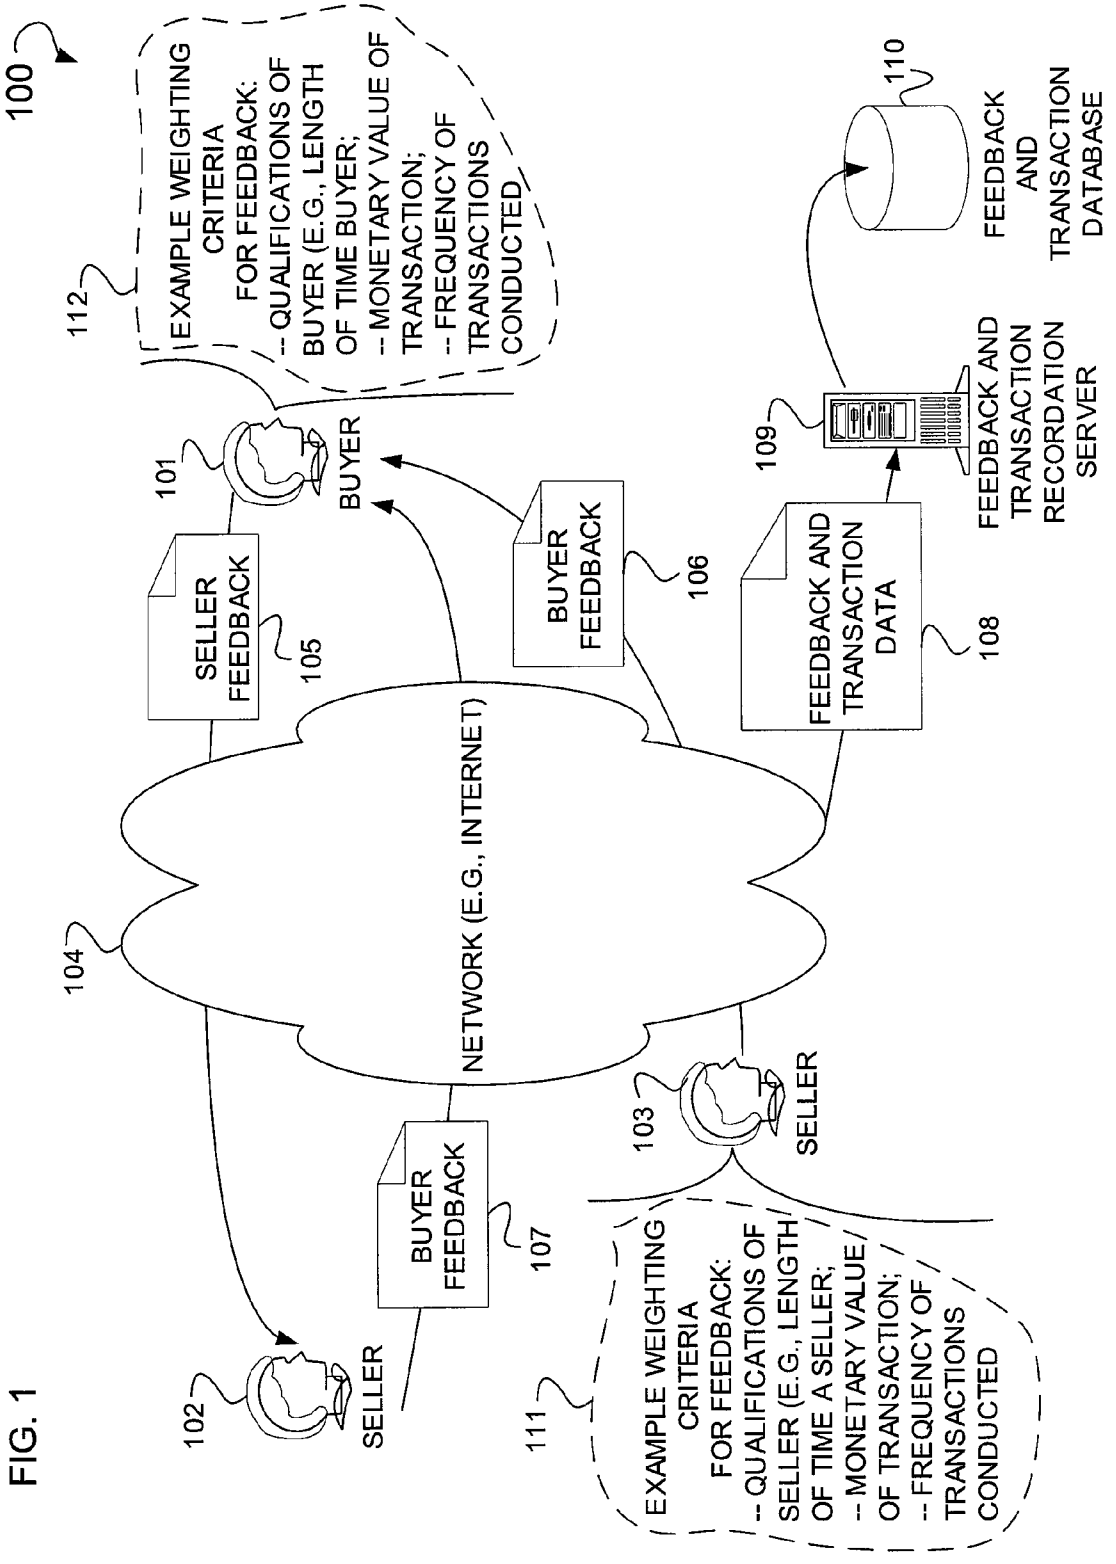 FIG. 1
100
112
EXAMPLE WEIGHTING
CRITERIA
FOR FEEDBACK:
-- QUALIFICATIONS OF
BUYER (E.G., LENGTH
OF TIME BUYER;
-- MONETARY VALUE OF
TRANSACTION;
-- FREQUENCY OF
TRANSACTIONS
CONDUCTED
101
BUYER
SELLER
FEEDBACK
105
104
NETWORK (E.G., INTERNET)
102
SELLER
BUYER
FEEDBACK
107
BUYER
FEEDBACK
106
103
SELLER
111
EXAMPLE WEIGHTING
CRITERIA
FOR FEEDBACK:
-- QUALIFICATIONS OF
SELLER (E.G., LENGTH
OF TIME A SELLER;
-- MONETARY VALUE
OF TRANSACTION;
-- FREQUENCY OF
TRANSACTIONS
CONDUCTED
FEEDBACK AND
TRANSACTION
DATA
108
109
FEEDBACK AND
TRANSACTION
RECORDATION
SERVER
110
FEEDBACK
AND
TRANSACTION
DATABASE